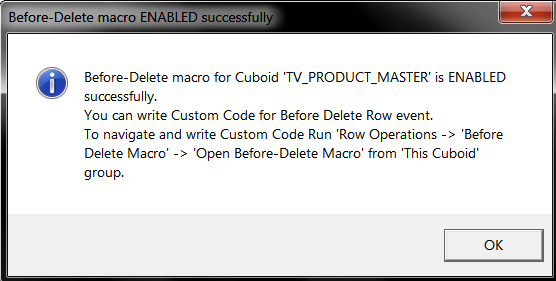 Before-Delete macro ENABLED successfully
Before-Delete macro for Cuboid 'TV_PRODUCT_MASTER' is ENABLED
successfully.
You can write Custom Code for Before Delete Row event.
To navigate and write Custom Code Run 'Row Operations -> 'Before
Delete Macro' -> 'Open Before-Delete Macro' from 'This Cuboid'
group.
OK